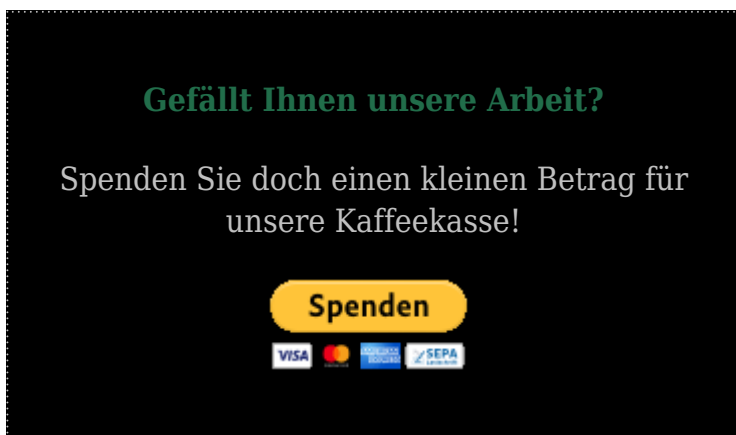 Gefällt Ihnen unsere Arbeit?
Spenden Sie doch einen kleinen Betrag für
unsere Kaffeekasse!
Spenden
VISA SEPA